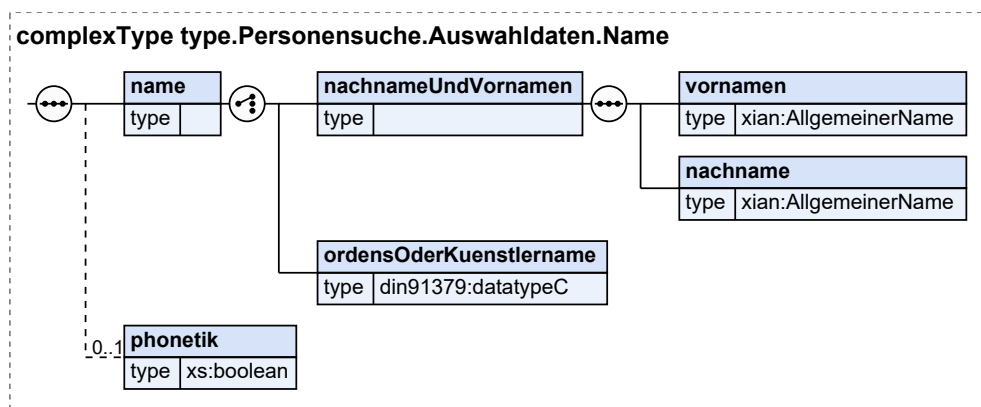 complexType type.Personensuche.Auswahldaten.Name
name
type
nachnameUndVornamen
type
vornamen
type xian:AllgemeinerName
nachname
type xian:AllgemeinerName
ordensOderKuenstlername
type din91379:datatypeC
0..1
phonetik
type xs:boolean